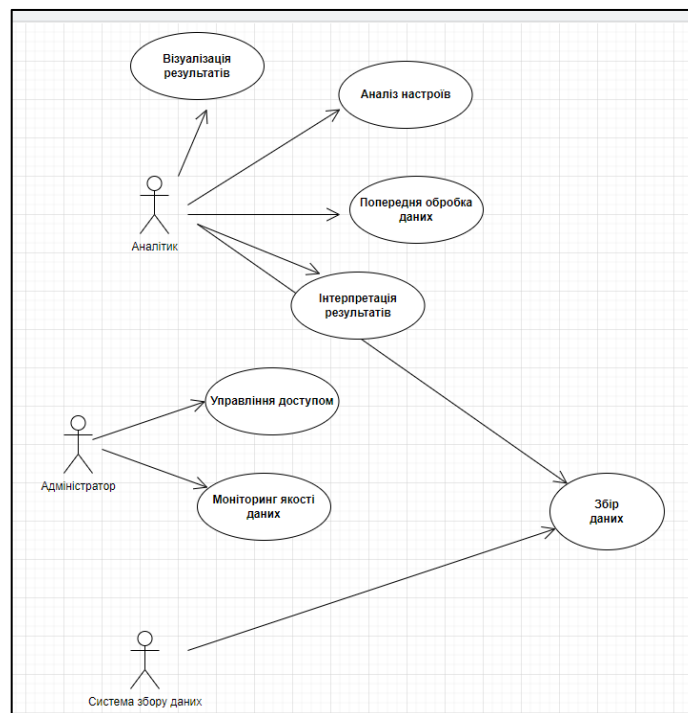 Візуалізація
результатів
Аналіз настроїв
Попередня обробка
даних
Аналітик
Інтерпретація
результатів
Управління доступом
Адміністратор
Моніторинг якості
даних
Збір
даних
Система збору даних